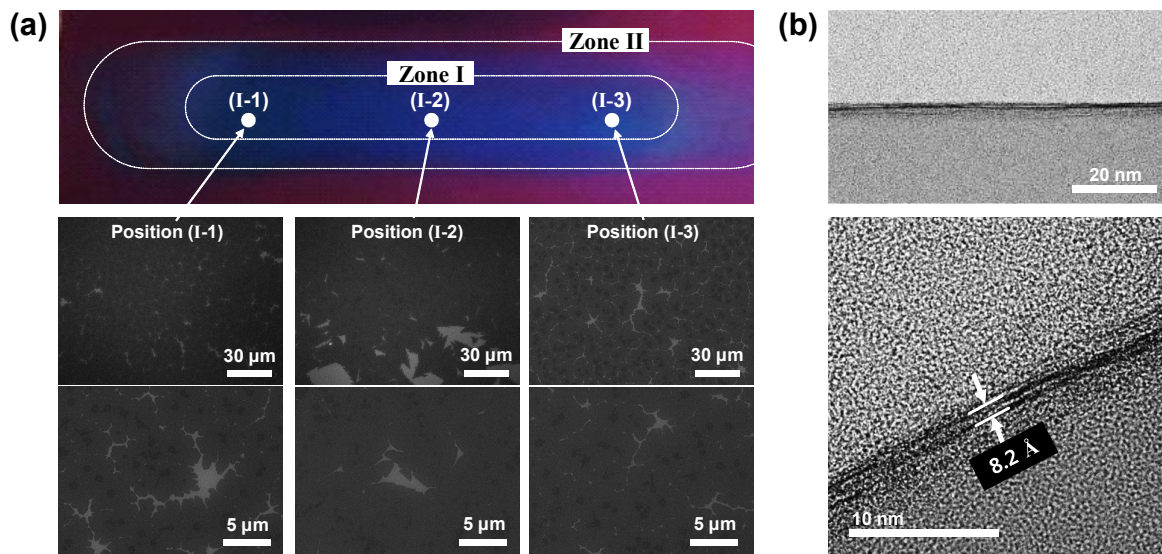 (a)
Zone II
Zone I
(I-1)
(I-2)
(I-3)
Position (I-1)
Position (I-2)
Position (I-3)
30 μm
30 μm
30 μm
5 μm
5 μm
5 μm
(b)
20 nm
8.2 Å
10 nm